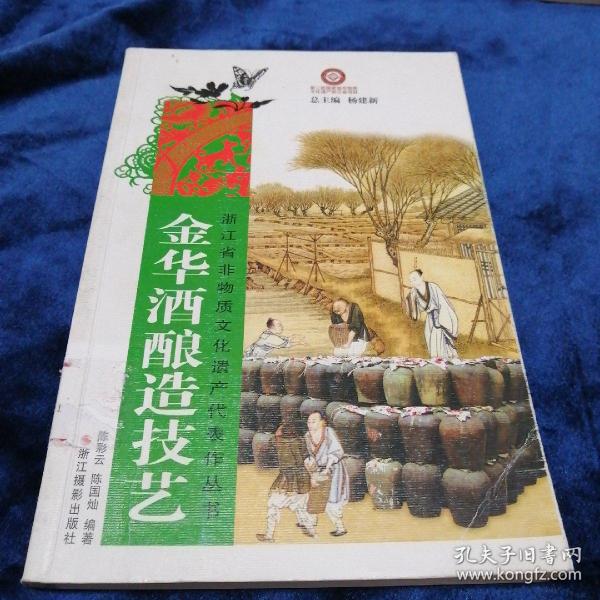 总主编 杨建新
浙江省非物质文化遗产代表作丛书
金华酒酿造技艺
陈彩云 陈国灿 编著
浙江摄影出版社
孔夫子旧书网
www.kongfz.com